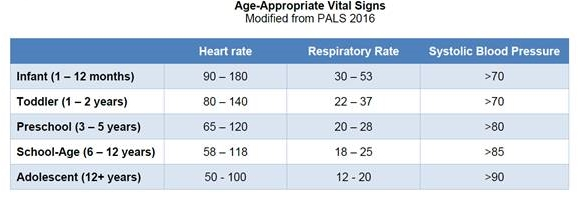 Age-Appropriate Vital Signs
Modified from PALS 2016
Heart rate Respiratory Rate Systolic Blood Pressure
Infant (1 – 12 months) 90 – 180 30 – 53 >70
Toddler (1 – 2 years) 80 – 140 22 – 37 >70
Preschool (3 – 5 years) 65 – 120 20 – 28 >80
School-Age (6 – 12 years) 58 – 118 18 – 25 >85
Adolescent (12+ years) 50 - 100 12 - 20 >90